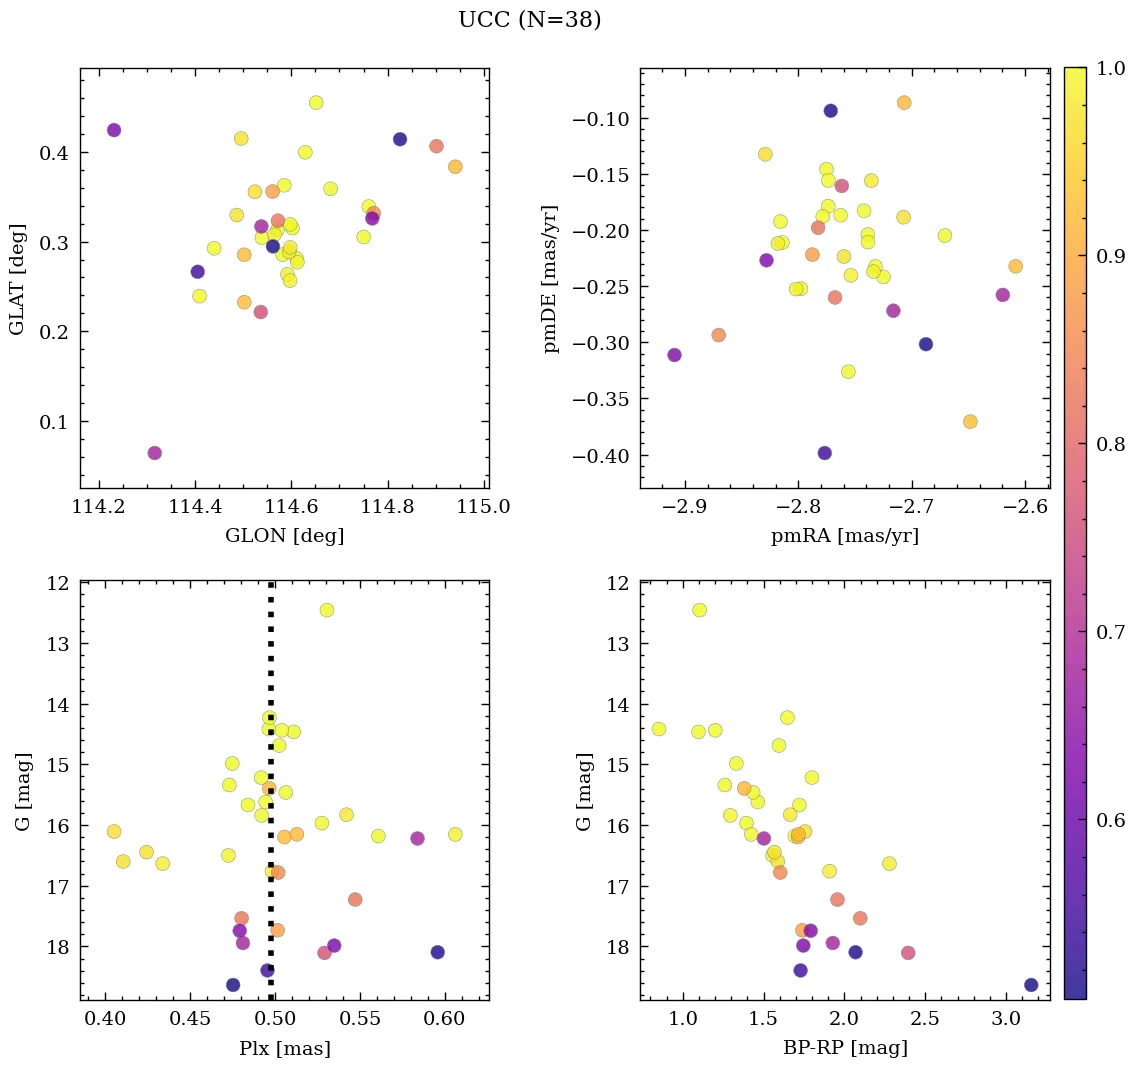 UCC (N=38)
0.4
0.3
0.2
0.1
GLAT [deg]
114.2 114.4 114.6 114.8 115.0
GLON [deg]
−0.10
−0.15
−0.20
−0.25
−0.30
−0.35
−0.40
pmDE [mas/yr]
−2.9 −2.8 −2.7 −2.6
pmRA [mas/yr]
1.0
0.9
0.8
0.7
0.6
12
13
14
15
16
17
18
G [mag]
0.40 0.45 0.50 0.55 0.60
Plx [mas]
12
13
14
15
16
17
18
G [mag]
1.0 1.5 2.0 2.5 3.0
BP-RP [mag]